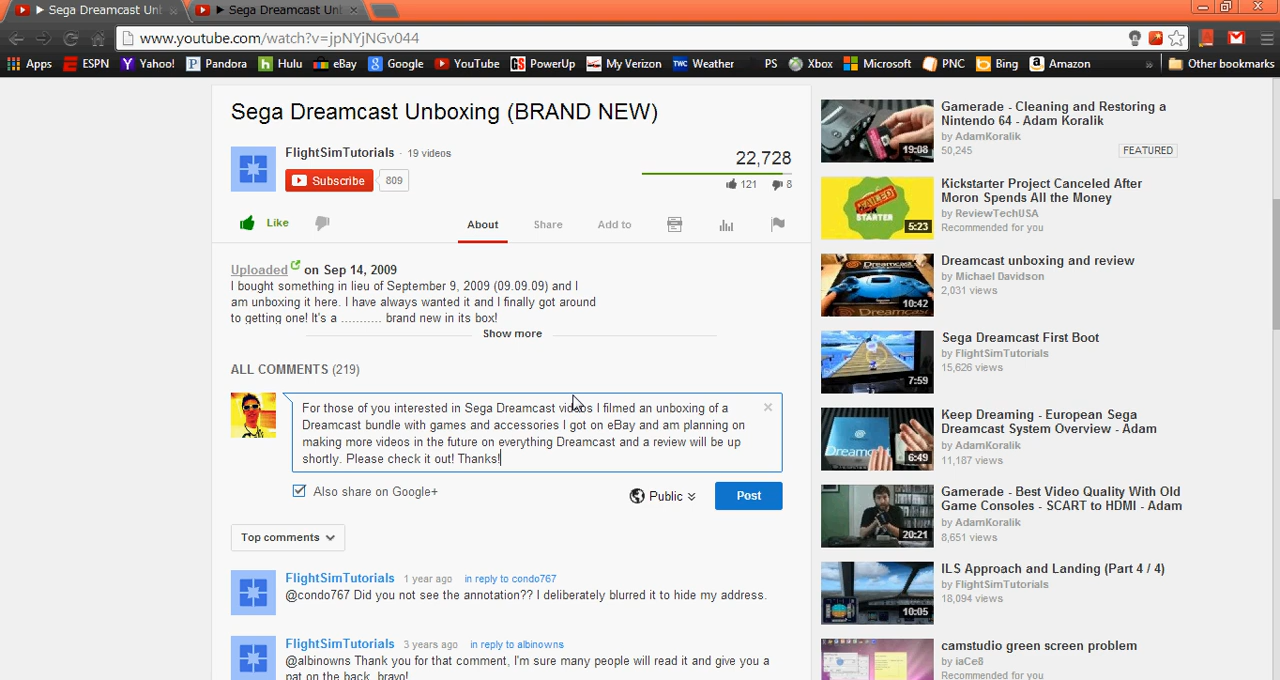 ▶ Sega Dreamcast Unb
▶ Sega Dreamcast Unt
www.youtube.com/watch?v=jpNYjNGv044
Apps ESPN Yahoo! Pandora Hulu eBay Google YouTube PowerUp My Verizon TWC Weather PS Xbox Microsoft PNC Bing Amazon » Other bookmarks
Sega Dreamcast Unboxing (BRAND NEW)
FlightSimTutorials · 19 videos
Subscribe 809
22,728
121 8
Like
About Share Add to
Uploaded on Sep 14, 2009
I bought something in lieu of September 9, 2009 (09.09.09) and I
am unboxing it here. I have always wanted it and I finally got around
to getting one! It's a .......... brand new in its box!
Show more
ALL COMMENTS (219)
For those of you interested in Sega Dreamcast videos I filmed an unboxing of a
Dreamcast bundle with games and accessories I got on eBay and am planning on
making more videos in the future on everything Dreamcast and a review will be up
shortly. Please check it out! Thanks!
Also share on Google+
Public
Post
Top comments
FlightSimTutorials 1 year ago in reply to condo767
@condo767 Did you not see the annotation?? I deliberately blurred it to hide my address.
FlightSimTutorials 3 years ago in reply to albinowns
@albinowns Thank you for that comment, I'm sure many people will read it and give you a
pat on the back, bravo!
19:08
Gamerade - Cleaning and Restoring a
Nintendo 64 - Adam Koralik
by AdamKoralik
50,245
FEATURED
FAILED
STARTER
5:23
Kickstarter Project Canceled After
Moron Spends All the Money
by ReviewTechUSA
Recommended for you
Dreamcast
10:42
Dreamcast unboxing and review
by Michael Davidson
2,031 views
7:59
Sega Dreamcast First Boot
by FlightSimTutorials
15,626 views
Dreamcast
6:49
Keep Dreaming - European Sega
Dreamcast System Overview - Adam
by AdamKoralik
11,187 views
20:21
Gamerade - Best Video Quality With Old
Game Consoles - SCART to HDMI - Adam
by AdamKoralik
8,651 views
10:05
ILS Approach and Landing (Part 4 / 4)
by FlightSimTutorials
18,094 views
camstudio green screen problem
by iaCe8
Recommended for you